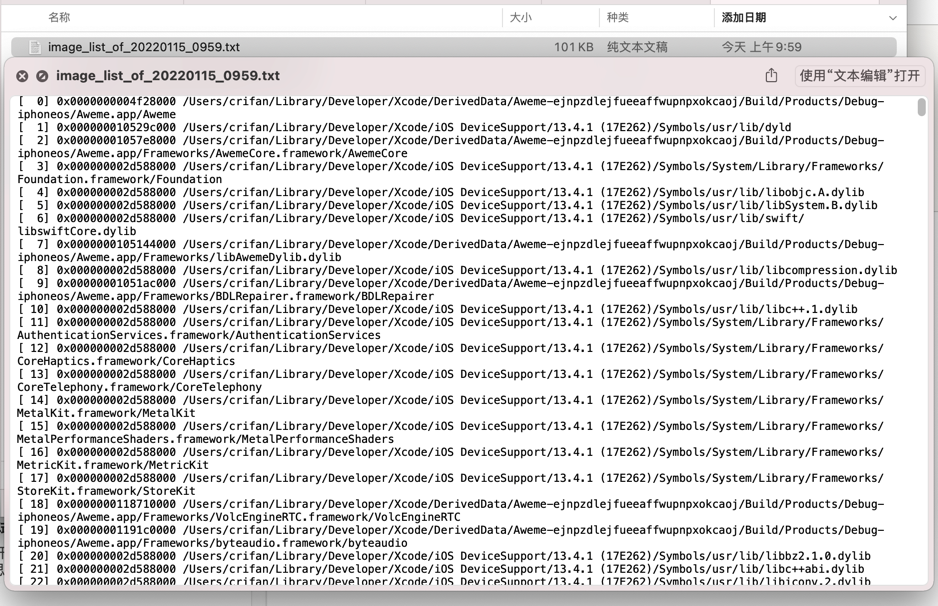 名称 大小 种类 添加日期
image_list_of_20220115_0959.txt 101 KB 纯文本文稿 今天 上午9:59
image_list_of_20220115_0959.txt 使用“文本编辑”打开
[  0] 0x0000000004f28000 /Users/crifan/Library/Developer/Xcode/DerivedData/Aweme-ejnpzdlejfueeaffwupnpxokcaoj/Build/Products/Debug-
iphoneos/Aweme.app/Aweme
[  1] 0x000000010529c000 /Users/crifan/Library/Developer/Xcode/iOS DeviceSupport/13.4.1 (17E262)/Symbols/usr/lib/dyld
[  2] 0x00000001057e8000 /Users/crifan/Library/Developer/Xcode/DerivedData/Aweme-ejnpzdlejfueeaffwupnpxokcaoj/Build/Products/Debug-
iphoneos/Aweme.app/Frameworks/AwemeCore.framework/AwemeCore
[  3] 0x000000002d588000 /Users/crifan/Library/Developer/Xcode/iOS DeviceSupport/13.4.1 (17E262)/Symbols/System/Library/Frameworks/
Foundation.framework/Foundation
[  4] 0x000000002d588000 /Users/crifan/Library/Developer/Xcode/iOS DeviceSupport/13.4.1 (17E262)/Symbols/usr/lib/libobjc.A.dylib
[  5] 0x000000002d588000 /Users/crifan/Library/Developer/Xcode/iOS DeviceSupport/13.4.1 (17E262)/Symbols/usr/lib/libSystem.B.dylib
[  6] 0x000000002d588000 /Users/crifan/Library/Developer/Xcode/iOS DeviceSupport/13.4.1 (17E262)/Symbols/usr/lib/swift/
libswiftCore.dylib
[  7] 0x0000000105144000 /Users/crifan/Library/Developer/Xcode/DerivedData/Aweme-ejnpzdlejfueeaffwupnpxokcaoj/Build/Products/Debug-
iphoneos/Aweme.app/Frameworks/libAwemeDylib.dylib
[  8] 0x000000002d588000 /Users/crifan/Library/Developer/Xcode/iOS DeviceSupport/13.4.1 (17E262)/Symbols/usr/lib/libcompression.dylib
[  9] 0x00000001051ac000 /Users/crifan/Library/Developer/Xcode/DerivedData/Aweme-ejnpzdlejfueeaffwupnpxokcaoj/Build/Products/Debug-
iphoneos/Aweme.app/Frameworks/BDLRepairer.framework/BDLRepairer
[ 10] 0x000000002d588000 /Users/crifan/Library/Developer/Xcode/iOS DeviceSupport/13.4.1 (17E262)/Symbols/usr/lib/libc++.1.dylib
[ 11] 0x000000002d588000 /Users/crifan/Library/Developer/Xcode/iOS DeviceSupport/13.4.1 (17E262)/Symbols/System/Library/Frameworks/
AuthenticationServices.framework/AuthenticationServices
[ 12] 0x000000002d588000 /Users/crifan/Library/Developer/Xcode/iOS DeviceSupport/13.4.1 (17E262)/Symbols/System/Library/Frameworks/
CoreHaptics.framework/CoreHaptics
[ 13] 0x000000002d588000 /Users/crifan/Library/Developer/Xcode/iOS DeviceSupport/13.4.1 (17E262)/Symbols/System/Library/Frameworks/
CoreTelephony.framework/CoreTelephony
[ 14] 0x000000002d588000 /Users/crifan/Library/Developer/Xcode/iOS DeviceSupport/13.4.1 (17E262)/Symbols/System/Library/Frameworks/
MetalKit.framework/MetalKit
[ 15] 0x000000002d588000 /Users/crifan/Library/Developer/Xcode/iOS DeviceSupport/13.4.1 (17E262)/Symbols/System/Library/Frameworks/
MetalPerformanceShaders.framework/MetalPerformanceShaders
[ 16] 0x000000002d588000 /Users/crifan/Library/Developer/Xcode/iOS DeviceSupport/13.4.1 (17E262)/Symbols/System/Library/Frameworks/
MetricKit.framework/MetricKit
[ 17] 0x000000002d588000 /Users/crifan/Library/Developer/Xcode/iOS DeviceSupport/13.4.1 (17E262)/Symbols/System/Library/Frameworks/
StoreKit.framework/StoreKit
[ 18] 0x0000000118710000 /Users/crifan/Library/Developer/Xcode/DerivedData/Aweme-ejnpzdlejfueeaffwupnpxokcaoj/Build/Products/Debug-
iphoneos/Aweme.app/Frameworks/VolcEngineRTC.framework/VolcEngineRTC
[ 19] 0x00000001191c0000 /Users/crifan/Library/Developer/Xcode/DerivedData/Aweme-ejnpzdlejfueeaffwupnpxokcaoj/Build/Products/Debug-
iphoneos/Aweme.app/Frameworks/byteaudio.framework/byteaudio
[ 20] 0x000000002d588000 /Users/crifan/Library/Developer/Xcode/iOS DeviceSupport/13.4.1 (17E262)/Symbols/usr/lib/libbz2.1.0.dylib
[ 21] 0x000000002d588000 /Users/crifan/Library/Developer/Xcode/iOS DeviceSupport/13.4.1 (17E262)/Symbols/usr/lib/libc++abi.dylib
[ 22] 0x000000002d588000 /Users/crifan/Library/Developer/Xcode/iOS DeviceSupport/13.4.1 (17E262)/Symbols/usr/lib/libiconv.2.dylib